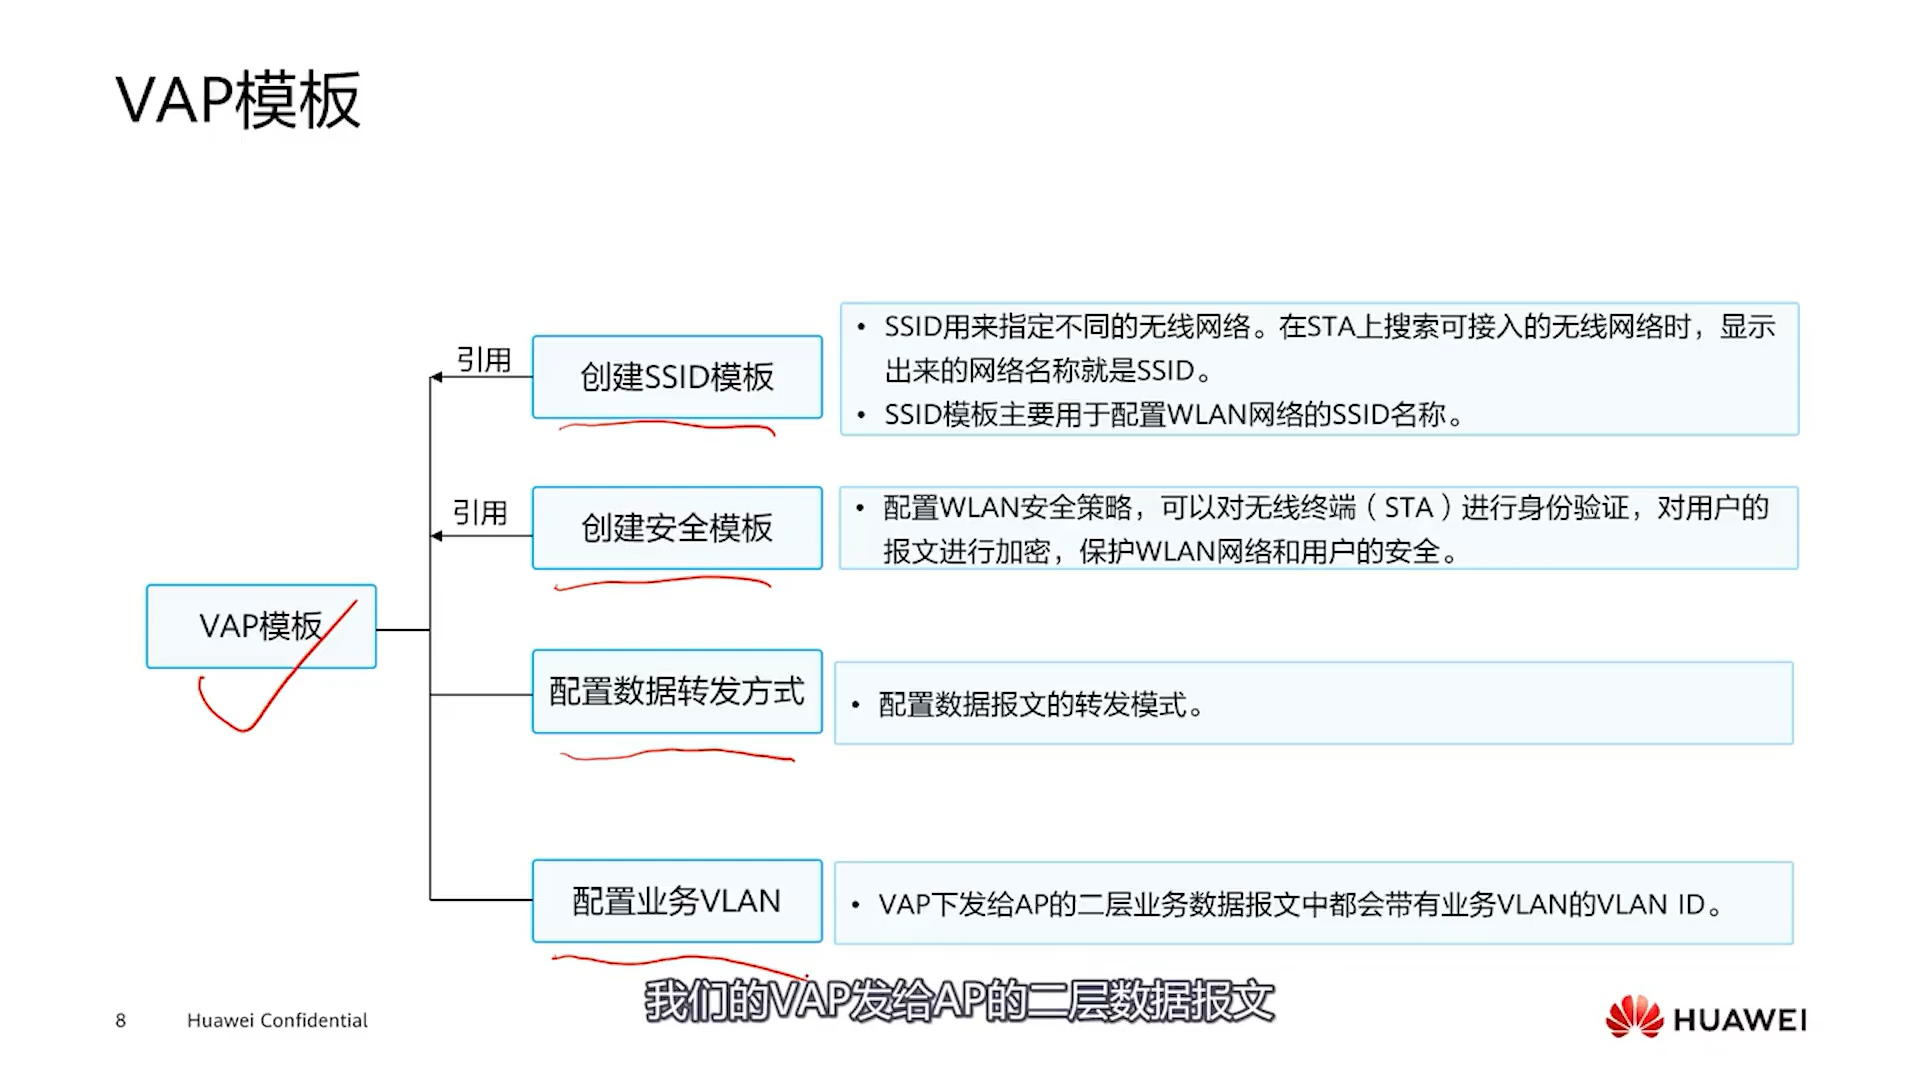 VAP模板
引用
创建SSID模板
• SSID用来指定不同的无线网络。在STA上搜索可接入的无线网络时，显示
出来的网络名称就是SSID。
• SSID模板主要用于配置WLAN网络的SSID名称。
引用
创建安全模板
• 配置WLAN安全策略，可以对无线终端（STA）进行身份验证，对用户的
报文进行加密，保护WLAN网络和用户的安全。
VAP模板
配置数据转发方式
• 配置数据报文的转发模式。
配置业务VLAN
• VAP下发给AP的二层业务数据报文中都会带有业务VLAN的VLAN ID。
我们的VAP发给AP的二层数据报文
8
Huawei Confidential
HUAWEI